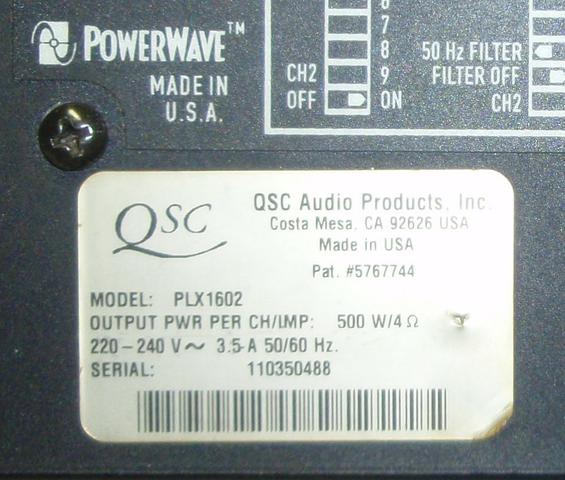 POWERWAVE™
MADE IN
U.S.A.
6
7
8
9
CH2
OFF
ON
50 Hz FILTER
FILTER OFF
CH2
QSC
QSC Audio Products, Inc.
Costa Mesa, CA 92626 USA
Made in USA
Pat. #5767744
MODEL: PLX1602
OUTPUT PWR PER CH/IMP: 500 W/4 Ω
220-240 V～ 3.5 A 50/60 Hz.
SERIAL: 110350488